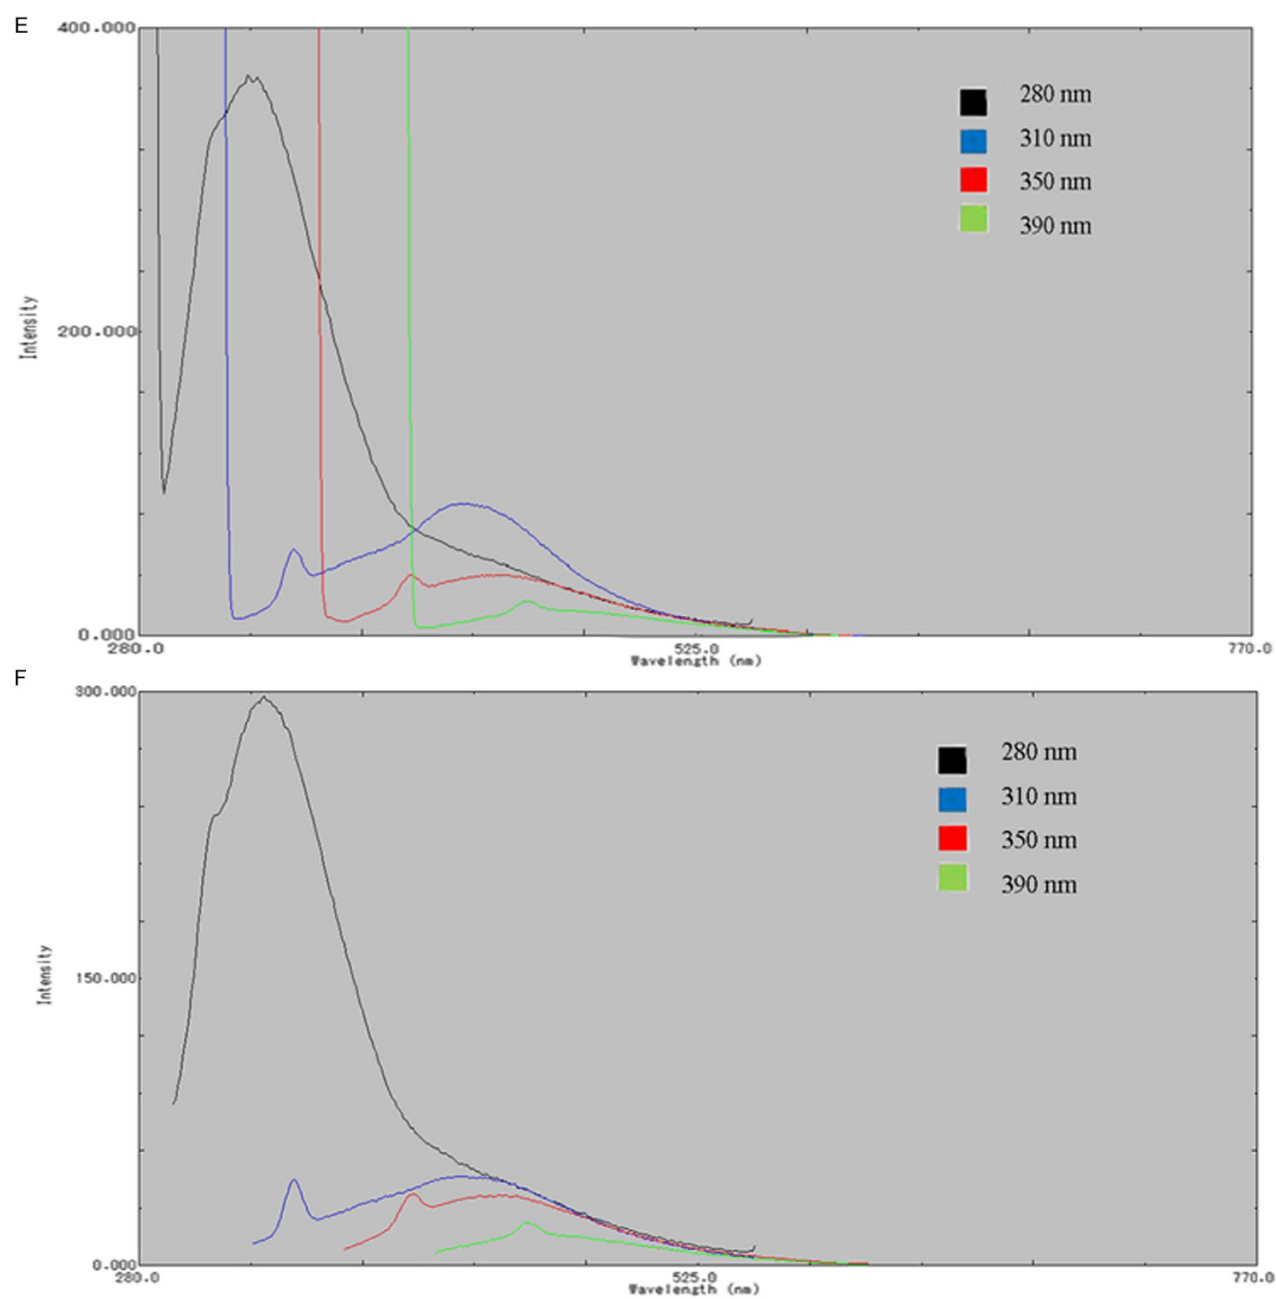 E
400.000
280 nm
310 nm
350 nm
390 nm
Intensity
200.000
0.000
280.0
525.0
770.0
Wavelength (nm)
F
300.000
280 nm
310 nm
350 nm
390 nm
Intensity
150.000
0.000
280.0
525.0
770.0
Wavelength (nm)